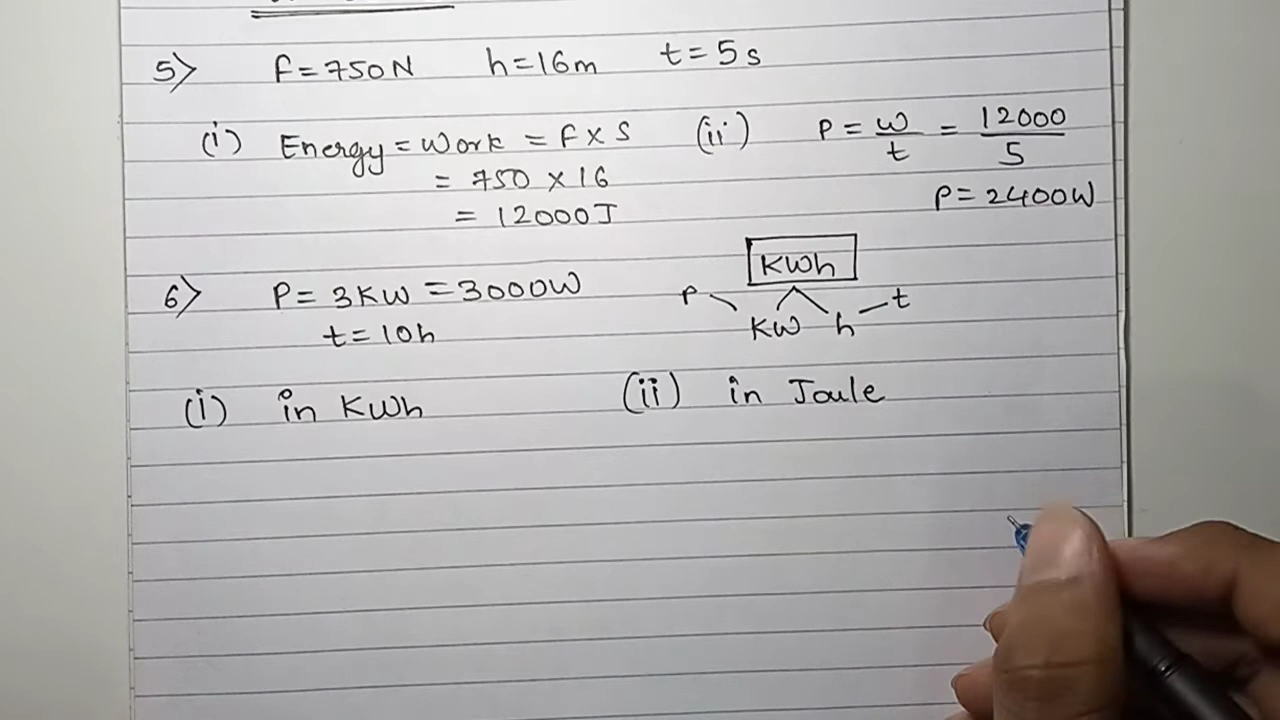 5> F=750N h=16m t=5s
(i) Energy = Work = F×S (ii) P = W/t = 12000/5
= 750 × 16
= 12000J P=2400W
KWh
6> P= 3KW = 3000W P t
t=10h KW h
(i) in KWh (ii) in Joule